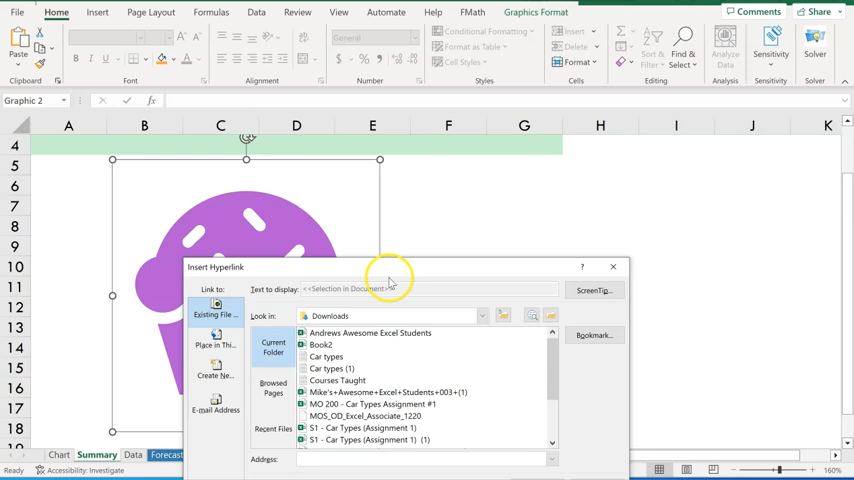 File Home Insert Page Layout Formulas Data Review View Automate Help FMath Graphics Format Comments Share
Paste
Clipboard
B I U
A A
Font
ab
Alignment
General
$ % 9
Number
Conditional Formatting
Format as Table
Cell Styles
Styles
Insert
Delete
Format
Cells
Sort & Filter
Find & Select
Editing
Analyze Data
Analysis
Sensitivity
Sensitivity
Solver
Solver
Graphic 2 fx
A B C D E F G H I J K
4
5
6
7
8
9
10
11
12
13
14
15
16
17
18
19
Insert Hyperlink ?
Link to: Text to display: <<Selection in Document>> ScreenTip...
Existing File ...
Look in: Downloads
Place in Thi...
Create New...
E-mail Address
Current Folder
Browsed Pages
Recent Files
Andrews Awesome Excel Students
Book2
Car types
Car types (1)
Courses Taught
Mike's+Awesome+Excel+Students+003+(1)
MO 200 - Car Types Assignment #1
MOS_OD_Excel_Associate_1220
S1 - Car Types (Assignment 1)
S1 - Car Types (Assignment 1) (1)
Bookmark...
Address:
Chart Summary Data Forecast
Ready Accessibility: Investigate 160%